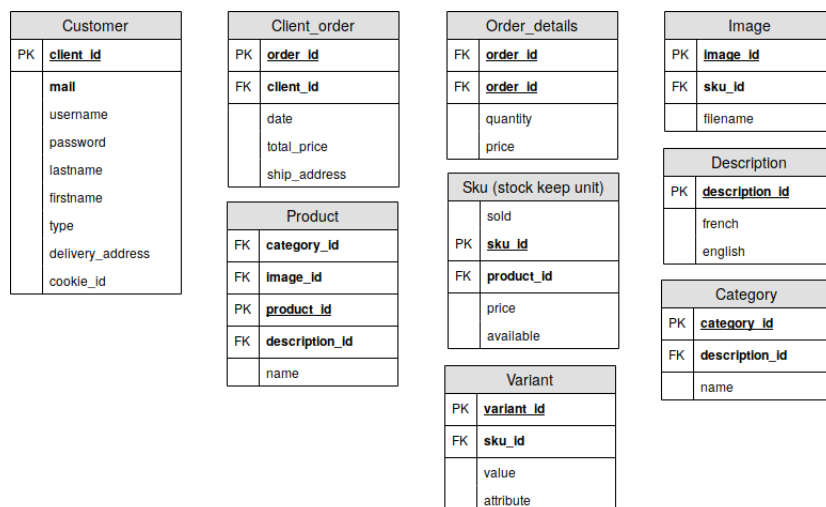 Customer
PK client_id
mail
username
password
lastname
firstname
type
delivery_address
cookie_id
Client_order
PK order_id
FK client_id
date
total_price
ship_address
Product
FK category_id
FK image_id
PK product_id
FK description_id
name
Order_details
FK order_id
FK order_id
quantity
price
Sku (stock keep unit)
sold
PK sku_id
FK product_id
price
available
Variant
PK variant_id
FK sku_id
value
attribute
Image
PK image_id
FK sku_id
filename
Description
PK description_id
french
english
Category
PK category_id
FK description_id
name